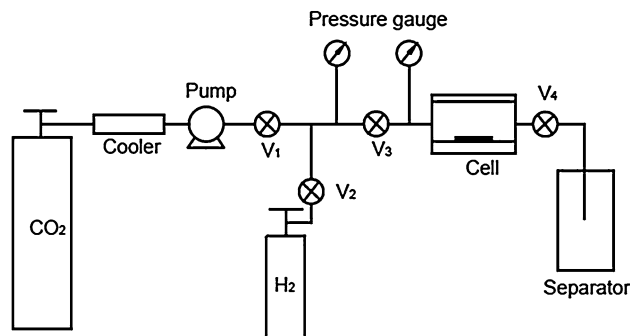 Pressure gauge
Pump
V4
Cooler
V1
V3
Cell
V2
CO2
H2
Separator